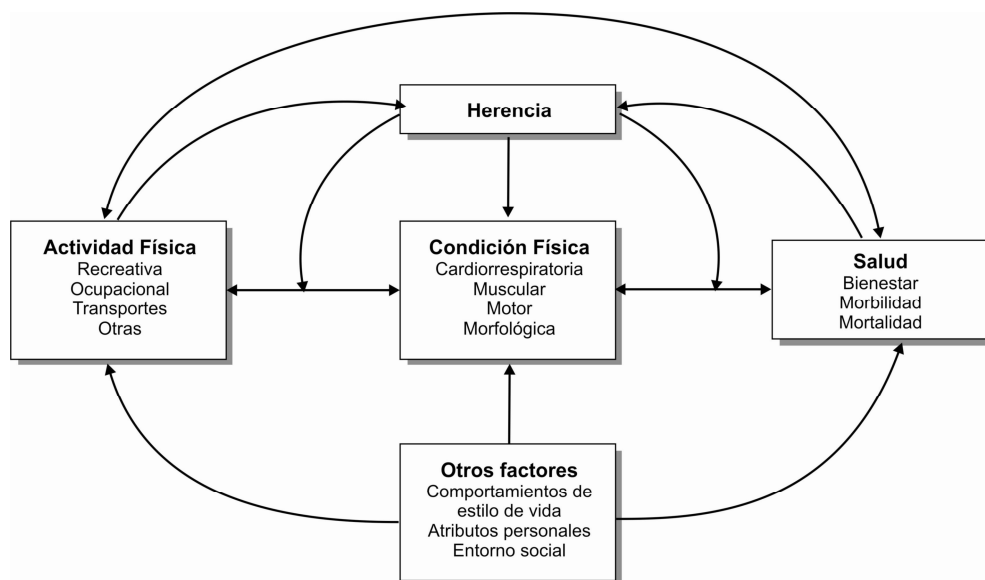 Herencia
Actividad Física
Recreativa
Ocupacional
Transportes
Otras
Condición Física
Cardiorrespiratoria
Muscular
Motor
Morfológica
Salud
Bienestar
Morbilidad
Mortalidad
Otros factores
Comportamientos de
estilo de vida
Atributos personales
Entorno social